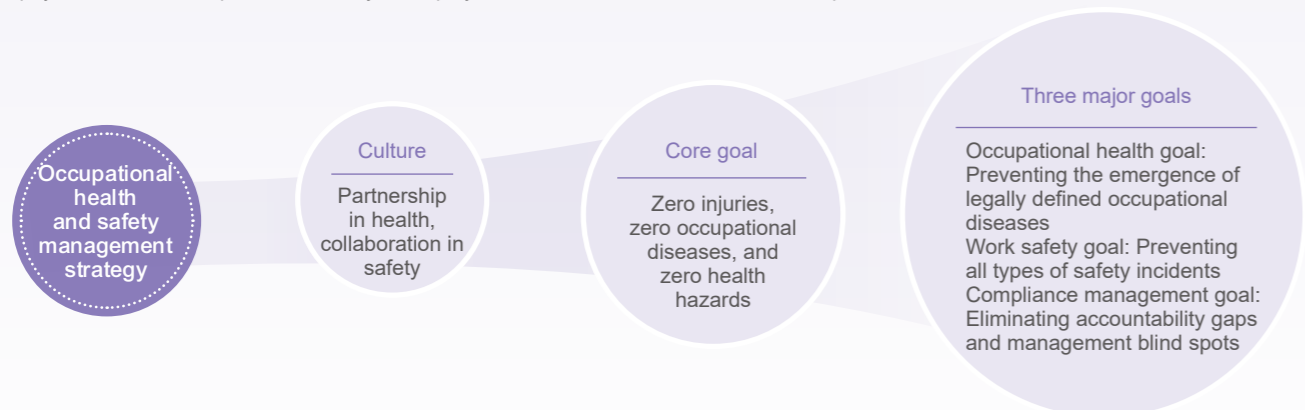 Occupational
health
and safety
management
strategy
Culture
Partnership
in health,
collaboration in
safety
Core goal
Zero injuries,
zero occupational
diseases, and
zero health
hazards
Three major goals
Occupational health goal:
Preventing the emergence of
legally defined occupational
diseases
Work safety goal: Preventing
all types of safety incidents
Compliance management goal:
Eliminating accountability gaps
and management blind spots